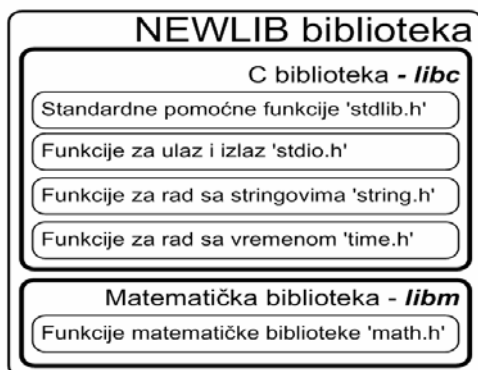 NEWLIB biblioteka
C biblioteka - libc
Standardne pomoćne funkcije 'stdlib.h'
Funkcije za ulaz i izlaz 'stdio.h'
Funkcije za rad sa stringovima 'string.h'
Funkcije za rad sa vremenom 'time.h'
Matematička biblioteka - libm
Funkcije matematičke biblioteke 'math.h'